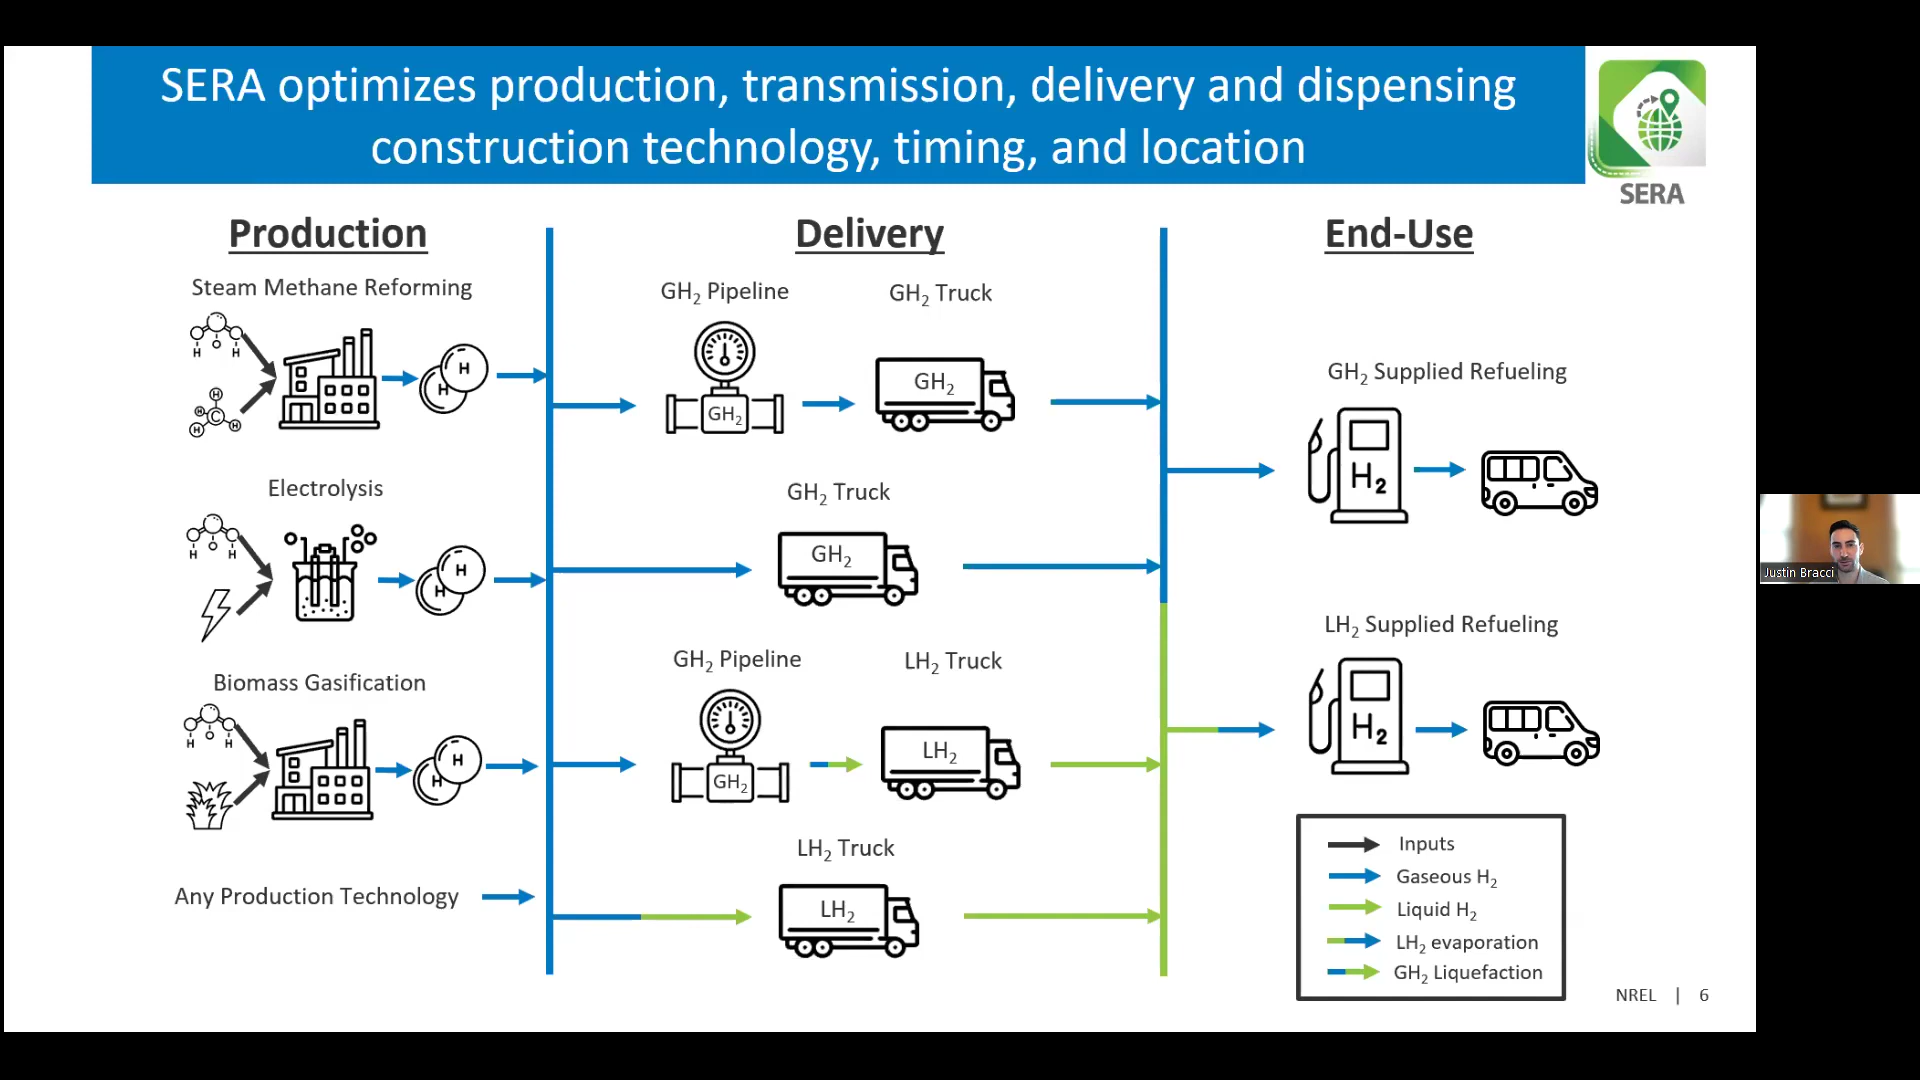 SERA optimizes production, transmission, delivery and dispensing
construction technology, timing, and location
SERA
Production
Delivery
End-Use
Steam Methane Reforming
H
O
H
H
H
C
H
H
H
H
Electrolysis
H
O
H
H
H
Biomass Gasification
H
O
H
H
H
Any Production Technology
GH₂ Pipeline
GH₂ Truck
GH₂
GH₂
GH₂ Truck
GH₂
GH₂ Pipeline
LH₂ Truck
GH₂
LH₂
LH₂ Truck
LH₂
GH₂ Supplied Refueling
H₂
LH₂ Supplied Refueling
H₂
Inputs
Gaseous H₂
Liquid H₂
LH₂ evaporation
GH₂ Liquefaction
NREL | 6
Justin Bracci